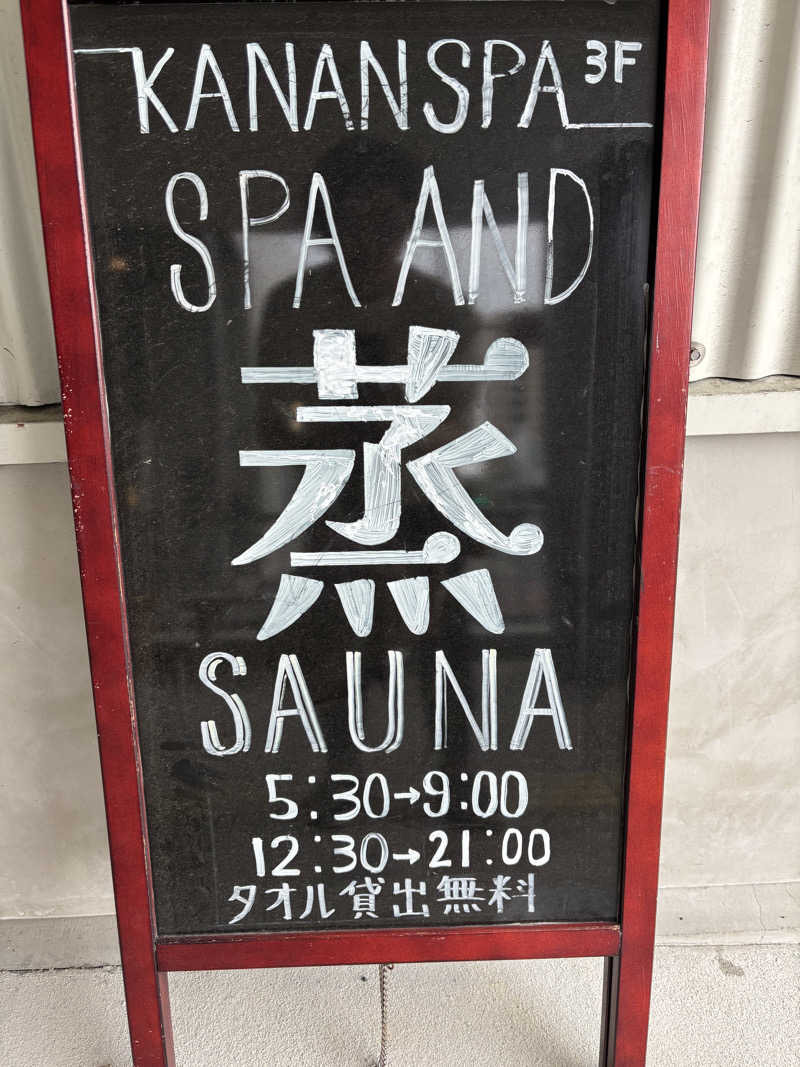 KANANSPA 3F
SPA AND
蒸
SAUNA
5:30→9:00
12:30→21:00
タオル貸出無料